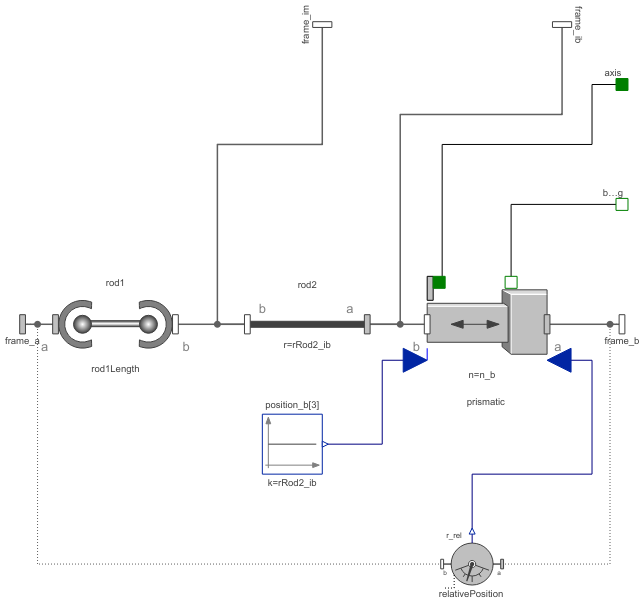 frame_im
frame_ib
axis
b...g
rod1
rod2
b
a
frame_a
a
b
b
a
frame_b
r=rRod2_ib
rod1Length
n=n_b
position_b[3]
prismatic
k=rRod2_ib
r_rel
b
a
relativePosition